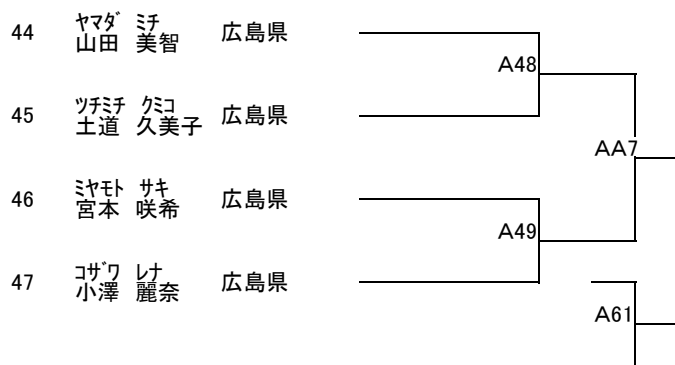 ﾔﾏﾀﾞ ﾐﾁ
44 山田 美智 広島県
A48
ﾂﾁﾐﾁ ｸﾐｺ
45 土道 久美子 広島県
AA7
ﾐﾔﾓﾄ ｻｷ
46 宮本 咲希 広島県
A49
ｺｻﾞﾜ ﾚﾅ
47 小澤 麗奈 広島県
A61